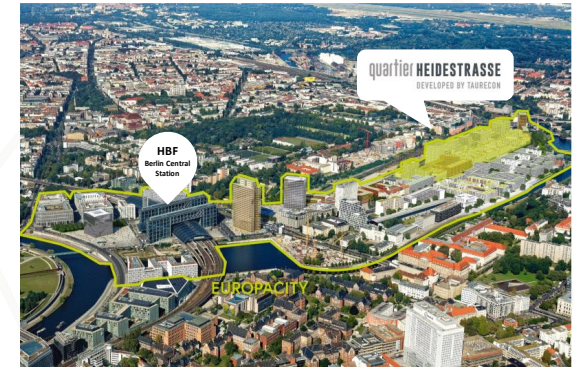 quartier HEIDESTRASSE
DEVELOPED BY TAURECON
HBF
Berlin Central
Station
EUROPACITY